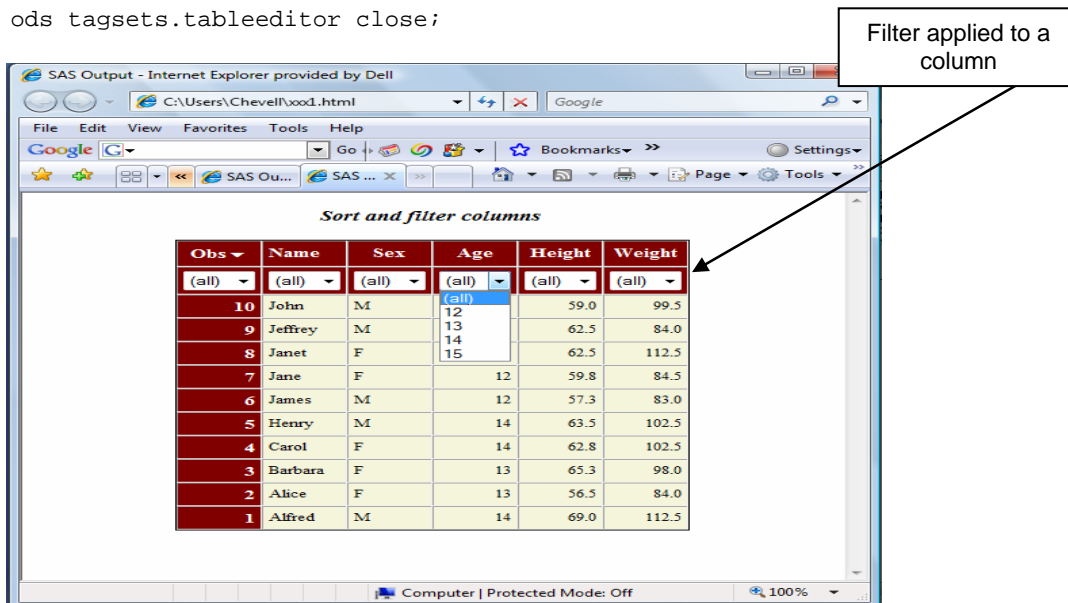 ods tagsets.tableeditor close;
Filter applied to a
column
SAS Output - Internet Explorer provided by Dell
C:\Users\Chevell\xxx1.html Google
File Edit View Favorites Tools Help
Google G Go Bookmarks >> Settings
SAS Ou... SAS ... X >> Page Tools >>
Sort and filter columns
Obs Name Sex Age Height Weight
(all) (all) (all) (all) (all) (all)
(all)
12
13
14
15
10 John M 59.0 99.5
9 Jeffrey M 62.5 84.0
8 Janet F 62.5 112.5
7 Jane F 12 59.8 84.5
6 James M 12 57.3 83.0
5 Henry M 14 63.5 102.5
4 Carol F 14 62.8 102.5
3 Barbara F 13 65.3 98.0
2 Alice F 13 56.5 84.0
1 Alfred M 14 69.0 112.5
Computer | Protected Mode: Off 100%